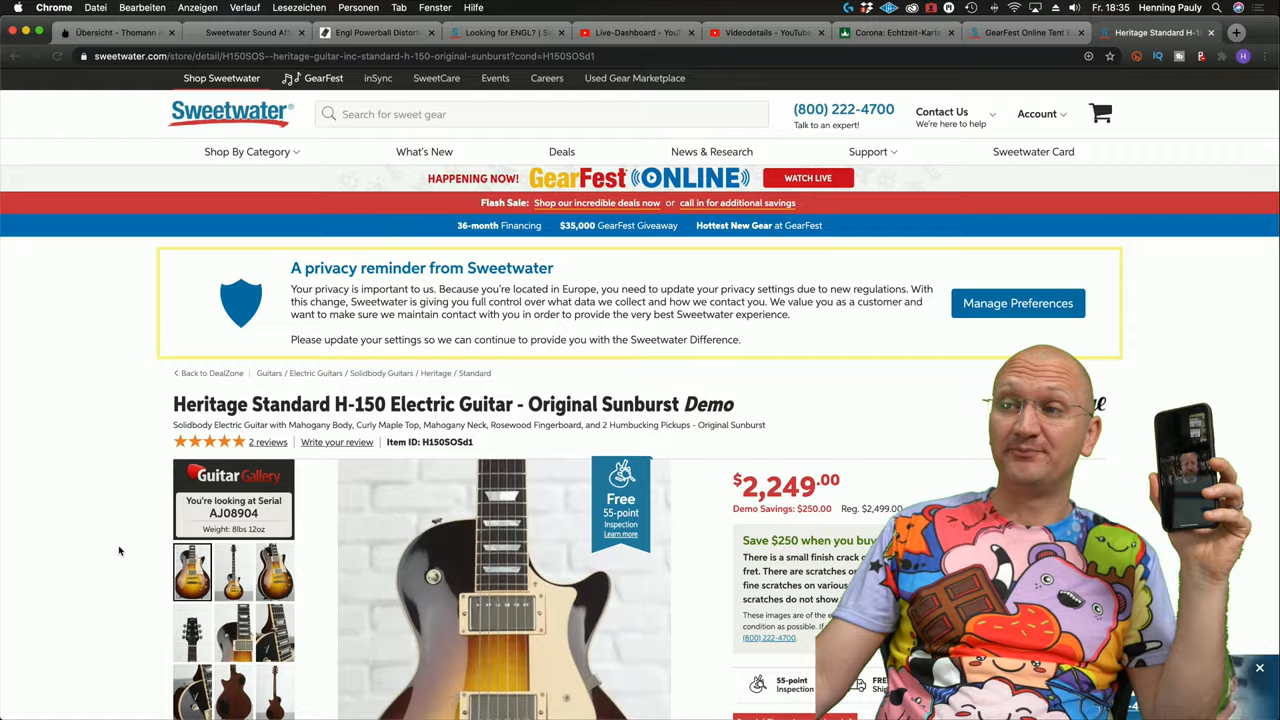 Chrome Datei Bearbeiten Anzeigen Verlauf Lesezeichen Personen Tab Fenster Hilfe Fr. 18:35 Henning Pauly
Übersicht - Thomann A Sweetwater Sound Affi Engl Powerball Distorti Looking for ENGL? | Sw Live-Dashboard - YouT Videodetails - YouTube Corona: Echtzeit-Karte GearFest Online Tent E Heritage Standard H-1
sweetwater.com/store/detail/H150SOS--heritage-guitar-inc-standard-h-150-original-sunburst?cond=H150SOSd1
Shop Sweetwater GearFest inSync SweetCare Events Careers Used Gear Marketplace
Sweetwater® Search for sweet gear (800) 222-4700 Contact Us Account
Talk to an expert! We're here to help
Shop By Category What's New Deals News & Research Support Sweetwater Card
HAPPENING NOW! GearFest ONLINE WATCH LIVE
Flash Sale: Shop our incredible deals now or call in for additional savings
36-month Financing $35,000 GearFest Giveaway Hottest New Gear at GearFest
A privacy reminder from Sweetwater
Your privacy is important to us. Because you're located in Europe, you need to update your privacy settings due to new regulations. With
this change, Sweetwater is giving you full control over what data we collect and how we contact you. We value you as a customer and
want to make sure we maintain contact with you in order to provide the very best Sweetwater experience.
Manage Preferences
Please update your settings so we can continue to provide you with the Sweetwater Difference.
Back to DealZone Guitars / Electric Guitars / Solidbody Guitars / Heritage / Standard
Heritage Standard H-150 Electric Guitar - Original Sunburst Demo
Solidbody Electric Guitar with Mahogany Body, Curly Maple Top, Mahogany Neck, Rosewood Fingerboard, and 2 Humbucking Pickups - Original Sunburst
2 reviews Write your review Item ID: H150SOSd1
Guitar Gallery
You're looking at Serial
AJ08904
Weight: 8lbs 12oz
Free
55-point
Inspection
Learn more
$2,249.00
Demo Savings: $250.00 Reg. $2,499.00
Save $250 when you buy
There is a small finish crack
fret. There are scratches o
fine scratches on various
scratches do not show
These images are of the e
condition as possible. If
(800) 222-4700.
55-point
Inspection
FRE
Shi